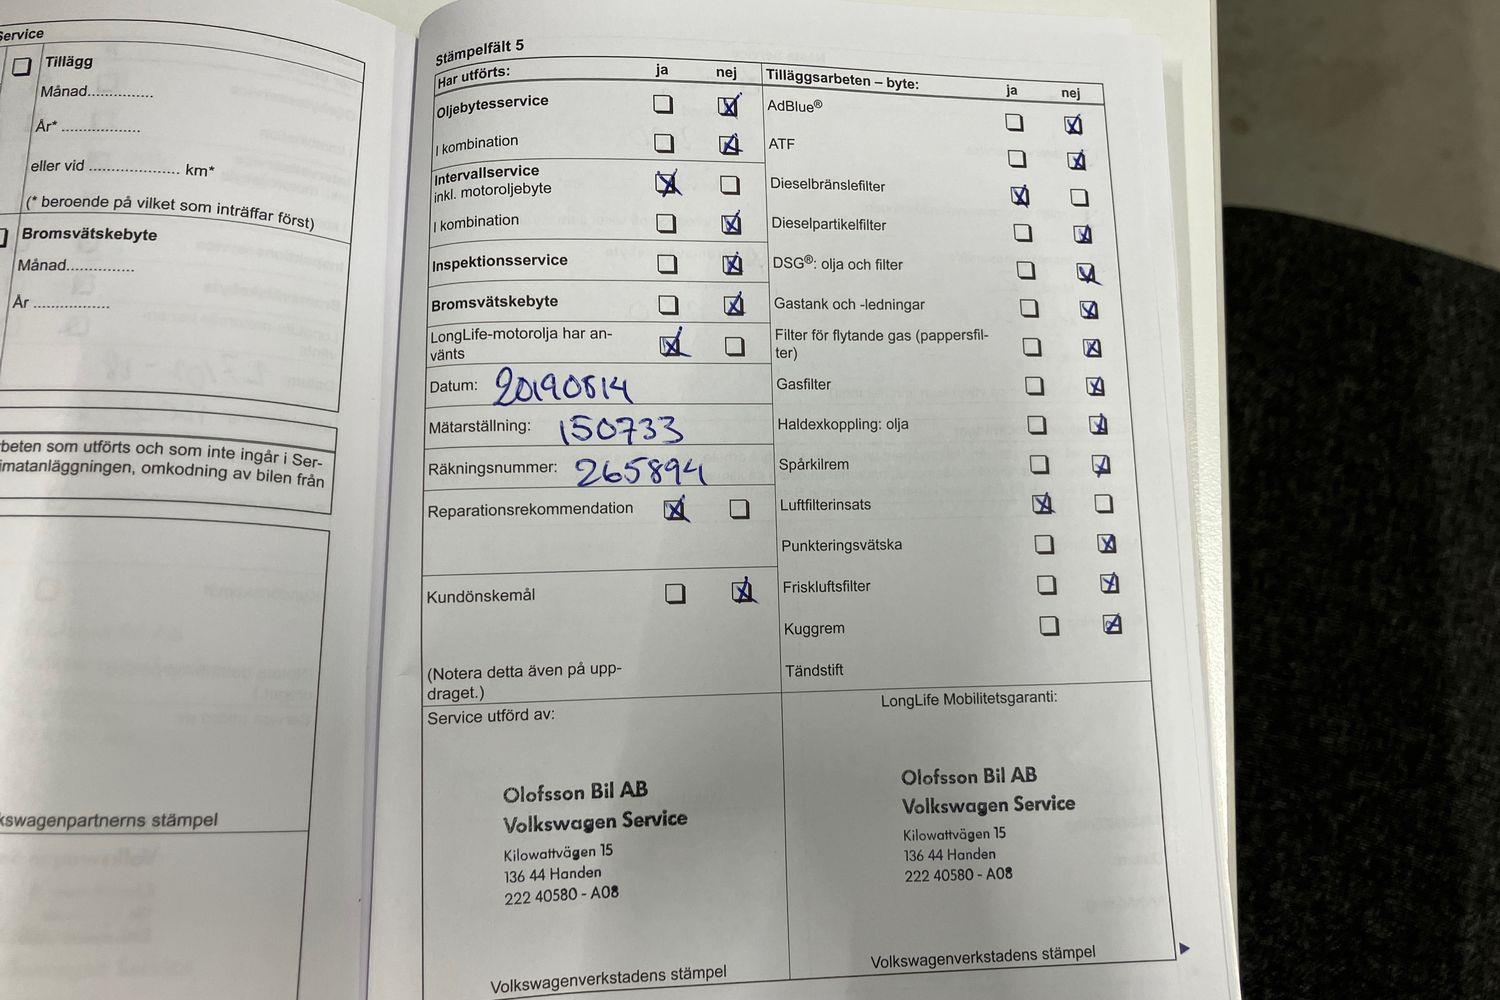 Service
Tillägg
Månad...............
År* ..................
eller vid ..................... km*
(* beroende på vilket som inträffar först)
Bromsvätskebyte
Månad...............
År ................
beten som utförts och som inte ingår i Ser-
imatanläggningen, omkodning av bilen från
kswagenpartnerns stämpel
Stämpelfält 5
Har utförts: ja nej
Oljebytesservice
I kombination
Intervallservice
inkl. motoroljebyte
I kombination
Inspektionsservice
Bromsvätskebyte
LongLife-motorolja har an-
vänts
Datum: 20190814
Mätarställning: 150733
Räkningsnummer: 265894
Reparationsrekommendation
Kundönskemål
(Notera detta även på upp-
draget.)
Service utförd av:
Olofsson Bil AB
Volkswagen Service
Kilowattvägen 15
136 44 Handen
222 40580 - A08
Volkswagenverkstadens stämpel
Tilläggsarbeten – byte: ja nej
AdBlue®
ATF
Dieselbränslefilter
Dieselpartikelfilter
DSG®: olja och filter
Gastank och -ledningar
Filter för flytande gas (pappersfil-
ter)
Gasfilter
Haldexkoppling: olja
Spårkilrem
Luftfilterinsats
Punkteringsvätska
Friskluftsfilter
Kuggrem
Tändstift
LongLife Mobilitetsgaranti:
Olofsson Bil AB
Volkswagen Service
Kilowattvägen 15
136 44 Handen
222 40580 - A08
Volkswagenverkstadens stämpel